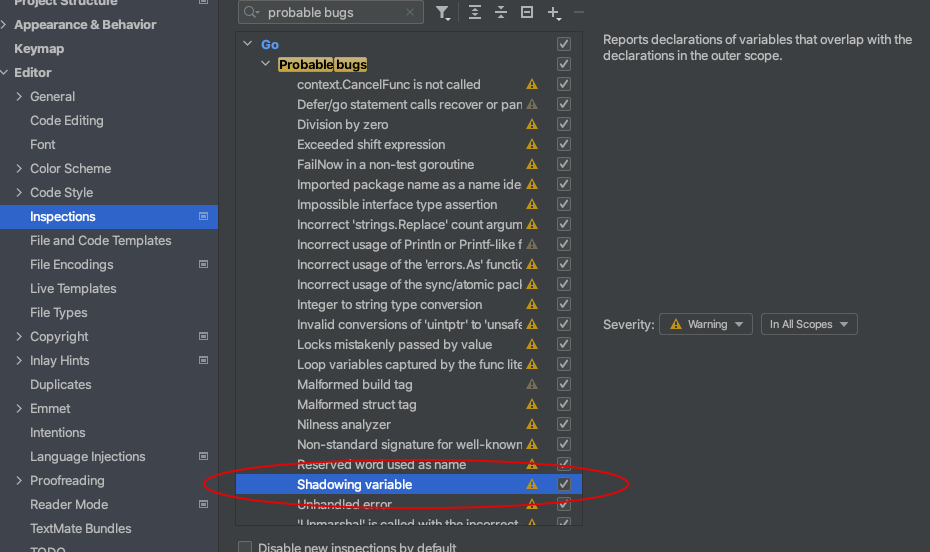 Project Structure
Appearance & Behavior
Keymap
Editor
General
Code Editing
Font
Color Scheme
Code Style
Inspections
File and Code Templates
File Encodings
Live Templates
File Types
Copyright
Inlay Hints
Duplicates
Emmet
Intentions
Language Injections
Proofreading
Reader Mode
TextMate Bundles
TODO
probable bugs
Go
Probable bugs
context.CancelFunc is not called
Defer/go statement calls recover or pan
Division by zero
Exceeded shift expression
FailNow in a non-test goroutine
Imported package name as a name ide
Impossible interface type assertion
Incorrect 'strings.Replace' count argum
Incorrect usage of Println or Printf-like f
Incorrect usage of the 'errors.As' functio
Incorrect usage of the sync/atomic pack
Integer to string type conversion
Invalid conversions of 'uintptr' to 'unsafe
Locks mistakenly passed by value
Loop variables captured by the func lite
Malformed build tag
Malformed struct tag
Nilness analyzer
Non-standard signature for well-known
Reserved word used as name
Shadowing variable
Unhandled error
'Unmarshal' is called with the incorrect
Disable new inspections by default
Reports declarations of variables that overlap with the
declarations in the outer scope.
Severity: Warning In All Scopes